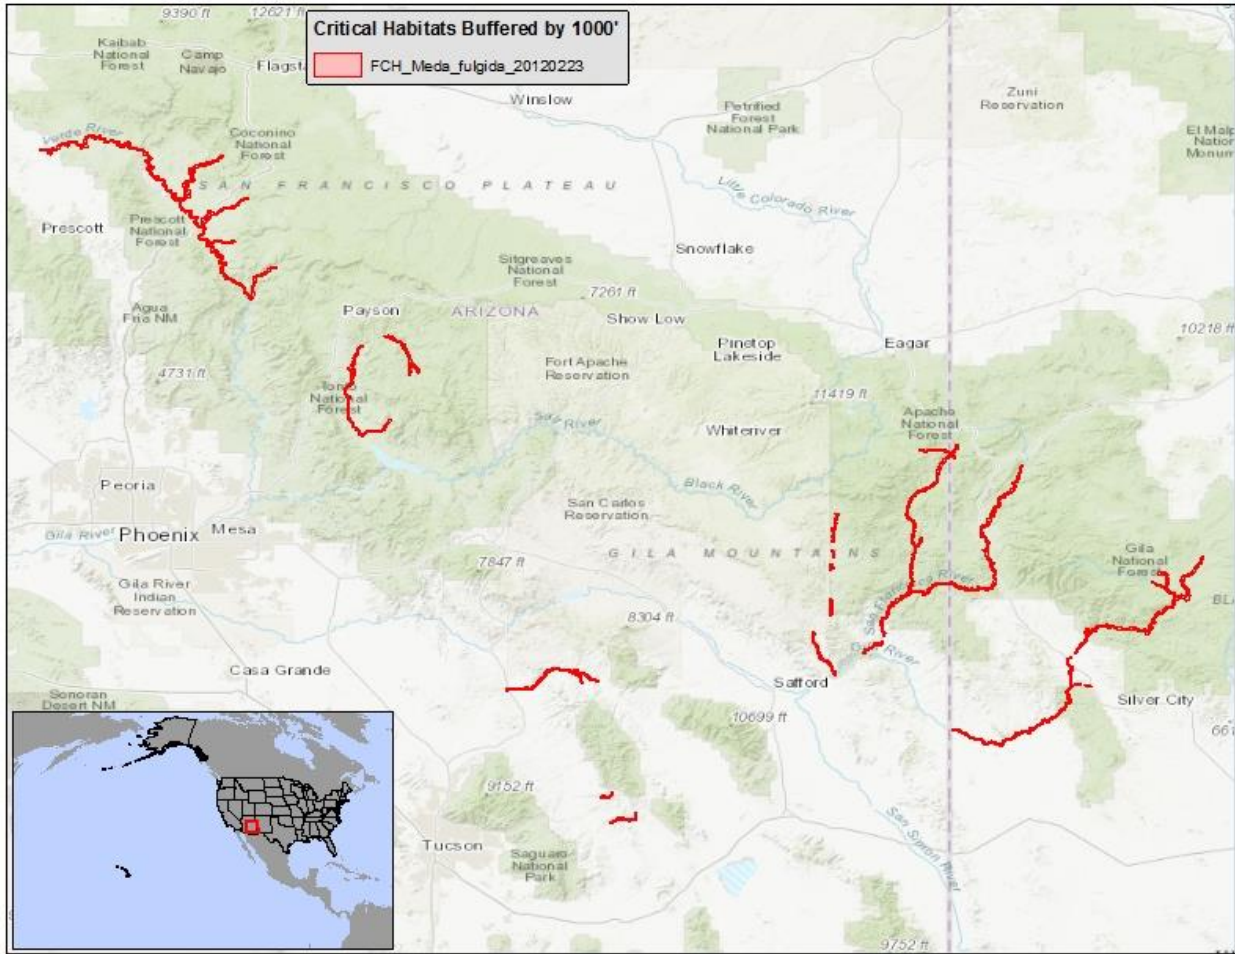 9390 ft
12621 ft
Critical Habitats Buffered by 1000'
FCH_Meda_fulgida_20120223
Kaibab
National
Forest
Camp
Navajo
Flagst
Winslow
Petrified
Forest
National Park
Zuni
Reservation
Verde River
Coconino
National
Forest
El Malp
Nation
Monum
SAN FRANCISCO PLATEAU
Little Colorado River
Prescott
Prescott
National
Forest
Snowflake
Sitgreaves
National
Forest
7261 ft
Agua
Fria NM
Payson
ARIZONA
Show Low
10218 ft
Pinetop
Lakeside
Eagar
4731 ft
Fort Apache
Reservation
Tonto
National
Forest
11419 ft
Apache
National
Forest
Salt River
Whiteriver
Peoria
Black River
San Carlos
Reservation
Gila River
Phoenix
Mesa
GILA MOUNTAINS
7847 ft
Gila
National
Forest
Gila River
Indian
Reservation
San Francisco River
BL
8304 ft
Gila River
Casa Grande
Safford
Sonoran
Desert NM
Silver City
10699 ft
661
9152 ft
Tucson
Saguaro
National
Park
San Simon River
9752 ft